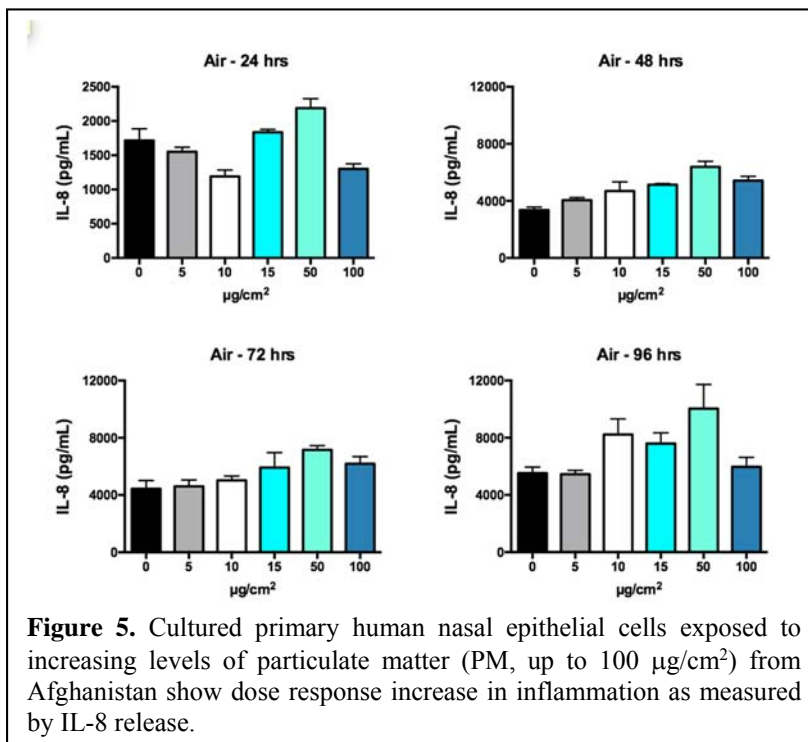 Air - 24 hrs
2500
2000
1500
1000
500
0
IL-8 (pg/mL)
0 5 10 15 50 100
µg/cm²
Air - 48 hrs
12000
8000
4000
0
IL-8 (pg/mL)
0 5 10 15 50 100
µg/cm²
Air - 72 hrs
12000
8000
4000
0
IL-8 (pg/mL)
0 5 10 15 50 100
µg/cm²
Air - 96 hrs
12000
8000
4000
0
IL-8 (pg/mL)
0 5 10 15 50 100
µg/cm²
Figure 5. Cultured primary human nasal epithelial cells exposed to
increasing levels of particulate matter (PM, up to 100 µg/cm²) from
Afghanistan show dose response increase in inflammation as measured
by IL-8 release.